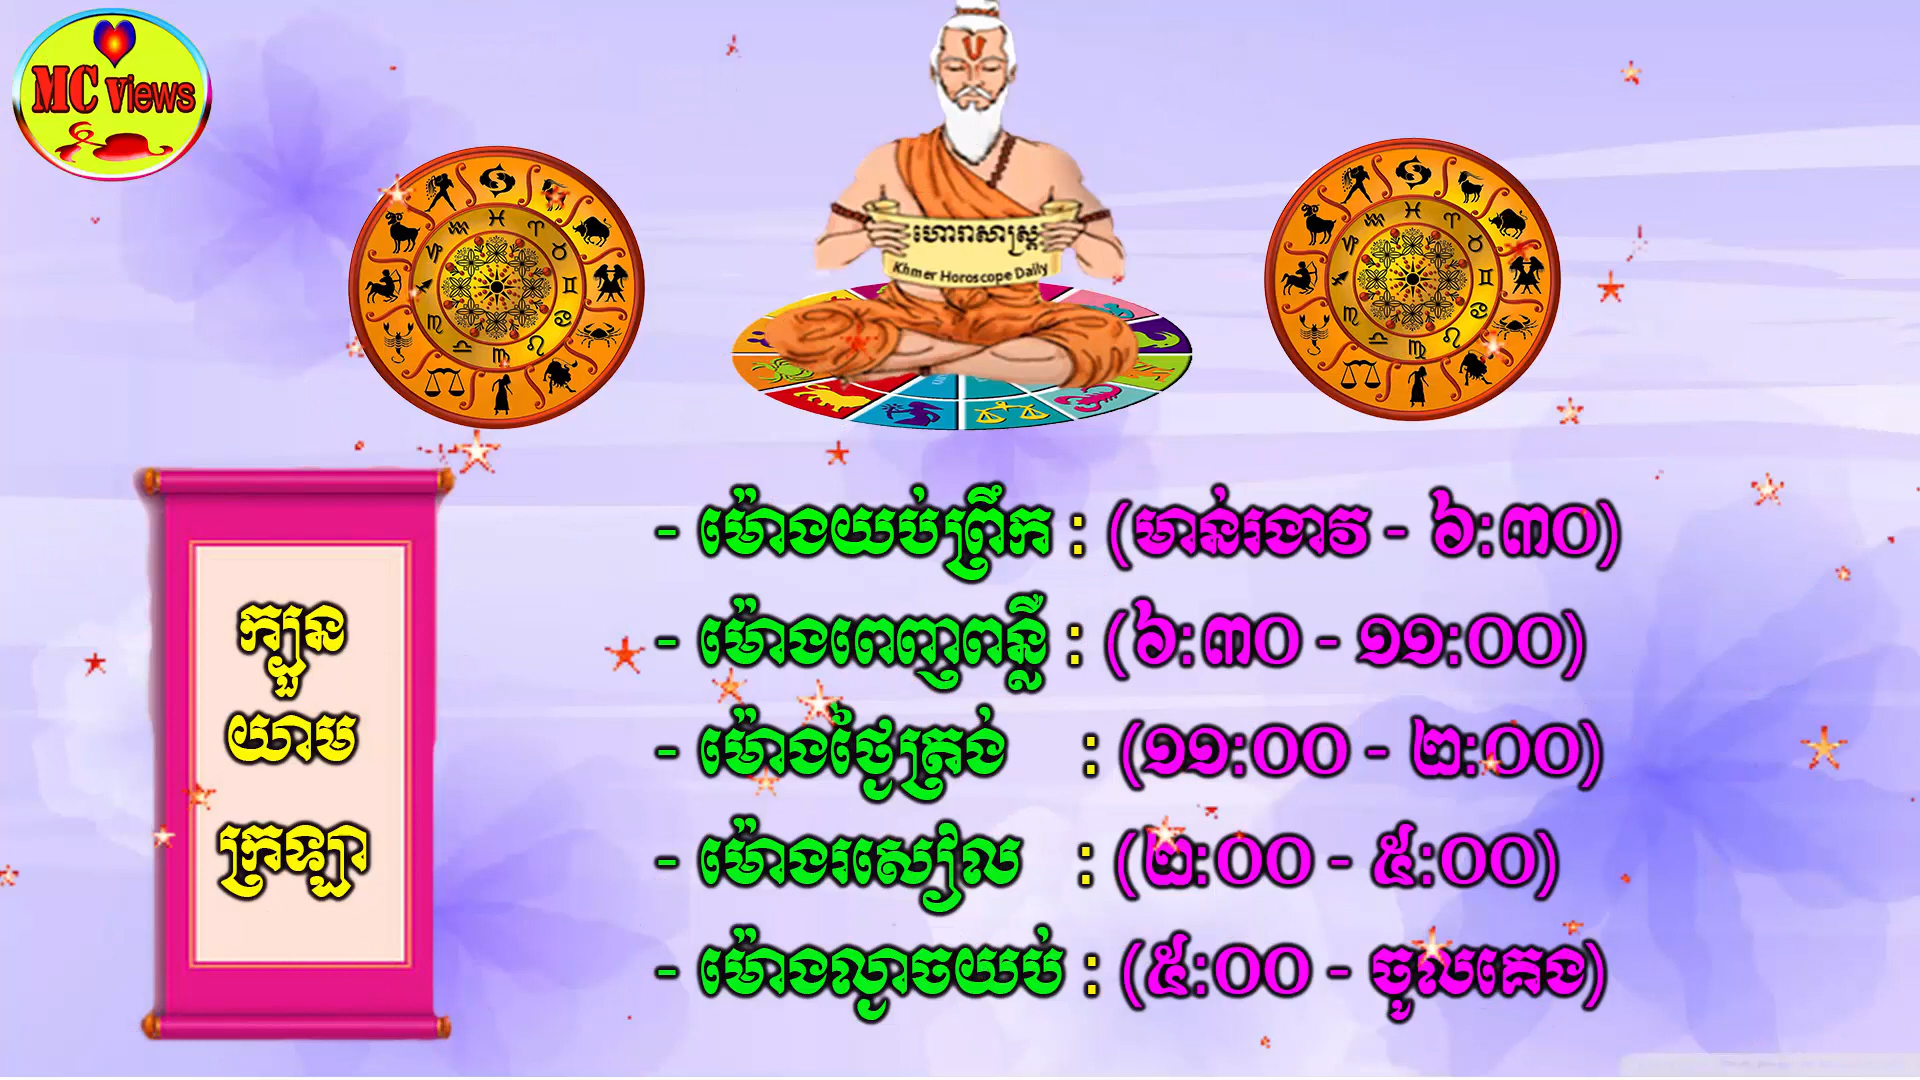 MC Views
ហោរាសាស្ត្រ
Khmer Horoscope Daily
ក្បួន
យាម
ក្រឡា
- ម៉ោងយប់ព្រឹក : (មាន់រងាវ - ៦:៣០)
- ម៉ោងពេញពន្លឺ : (៦:៣០ - ១១:០០)
- ម៉ោងថ្ងៃត្រង់ : (១១:០០ - ២:០០)
- ម៉ោងរសៀល : (២:០០ - ៥:០០)
- ម៉ោងល្ងាចយប់ : (៥:០០ - ចូលគេង)